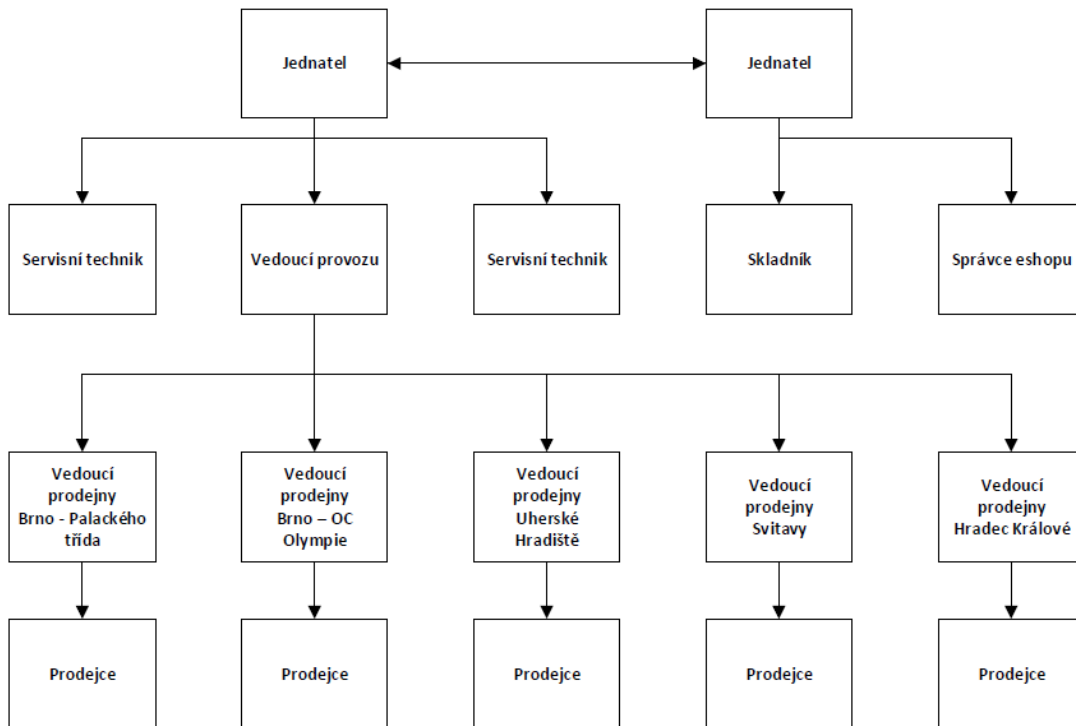 Jednatel
Jednatel
Servisní technik
Vedoucí provozu
Servisní technik
Skladník
Správce eshopu
Vedoucí
prodejny
Brno - Palackého
třída
Vedoucí
prodejny
Brno – OC
Olympie
Vedoucí
prodejny
Uherské
Hradiště
Vedoucí
prodejny
Svitavy
Vedoucí
prodejny
Hradec Králové
Prodejce
Prodejce
Prodejce
Prodejce
Prodejce